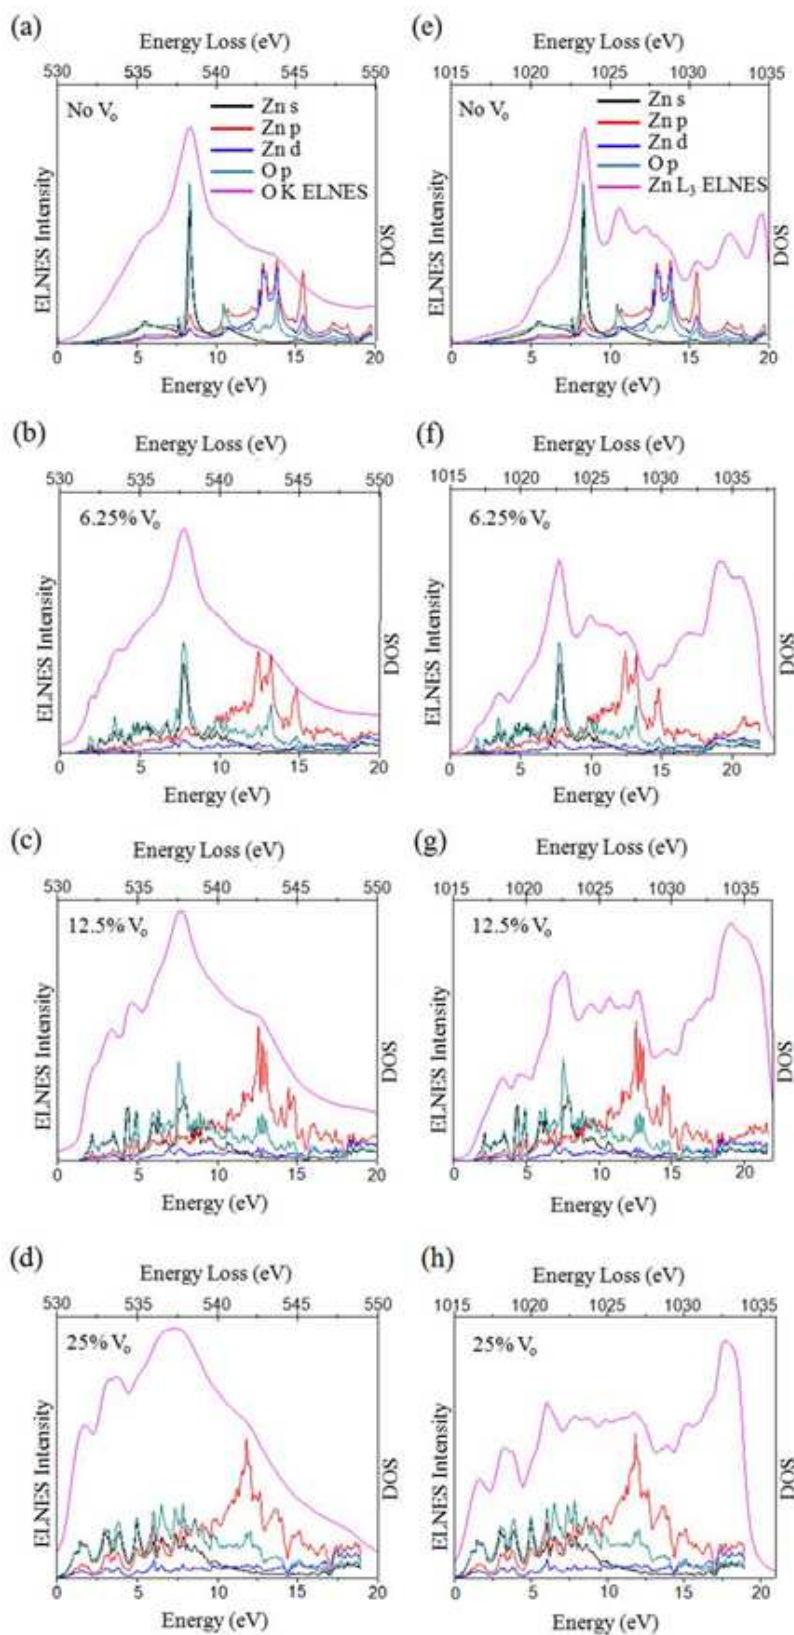 (a)
Energy Loss (eV)
530 535 540 545 550
No Vo
Zn s
Zn p
Zn d
O p
O K ELNES
ELNES Intensity
DOS
0 5 10 15 20
Energy (eV)
(e)
Energy Loss (eV)
1015 1020 1025 1030 1035
No Vo
Zn s
Zn p
Zn d
O p
Zn L3 ELNES
ELNES Intensity
DOS
0 5 10 15 20
Energy (eV)
(b)
Energy Loss (eV)
530 535 540 545 550
6.25% Vo
ELNES Intensity
DOS
0 5 10 15 20
Energy (eV)
(f)
Energy Loss (eV)
1015 1020 1025 1030 1035
6.25% Vo
ELNES Intensity
DOS
0 5 10 15 20
Energy (eV)
(c)
Energy Loss (eV)
530 535 540 545 550
12.5% Vo
ELNES Intensity
DOS
0 5 10 15 20
Energy (eV)
(g)
Energy Loss (eV)
1015 1020 1025 1030 1035
12.5% Vo
ELNES Intensity
DOS
0 5 10 15 20
Energy (eV)
(d)
Energy Loss (eV)
530 535 540 545 550
25% Vo
ELNES Intensity
DOS
0 5 10 15 20
Energy (eV)
(h)
Energy Loss (eV)
1015 1020 1025 1030 1035
25% Vo
ELNES Intensity
DOS
0 5 10 15 20
Energy (eV)